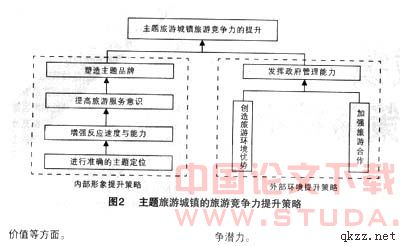 主题旅游城镇旅游竞争力的提升
塑造主题品牌
提高旅游服务意识
增强反应速度与能力
进行准确的主题定位
内部形象提升策略
发挥政府管理能力
创造旅游环境优势
加强旅游合作
外部环境提升策略
图2 主题旅游城镇的旅游竞争力提升策略
中国论文下载
qkzz.net
价值等方面。
争潜力。